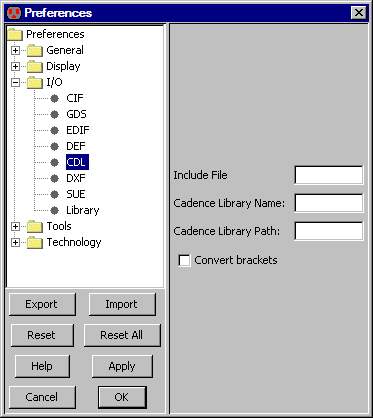 Preferences
Preferences
General
Display
I/O
CIF
GDS
EDIF
DEF
CDL
DXF
SUE
Library
Tools
Technology
Include File
Cadence Library Name:
Cadence Library Path:
Convert brackets
Export
Import
Reset
Reset All
Help
Apply
Cancel
OK